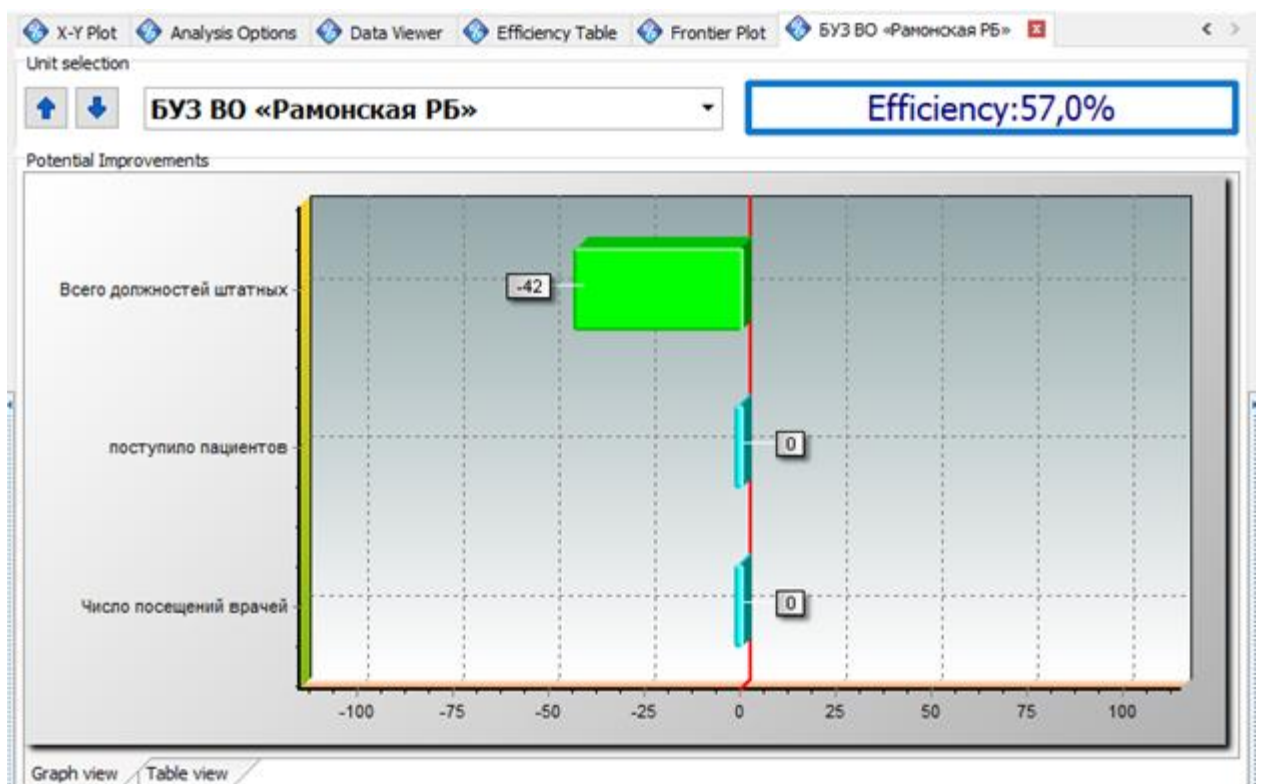 X-Y Plot Analysis Options Data Viewer Efficiency Table Frontier Plot БУЗ ВО «Рамонская РБ»
Unit selection
БУЗ ВО «Рамонская РБ» Efficiency:57,0%
Potential Improvements
Всего должностей штатных -42
поступило пациентов 0
Число посещений врачей 0
-100 -75 -50 -25 0 25 50 75 100
Graph view Table view